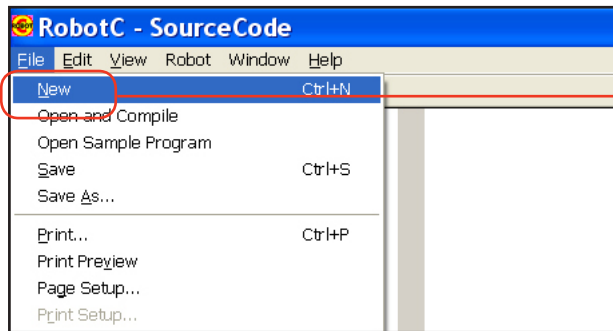 RobotC - SourceCode
File Edit View Robot Window Help
New Ctrl+N
Open and Compile
Open Sample Program
Save Ctrl+S
Save As...
Print... Ctrl+P
Print Preview
Page Setup...
Print Setup...